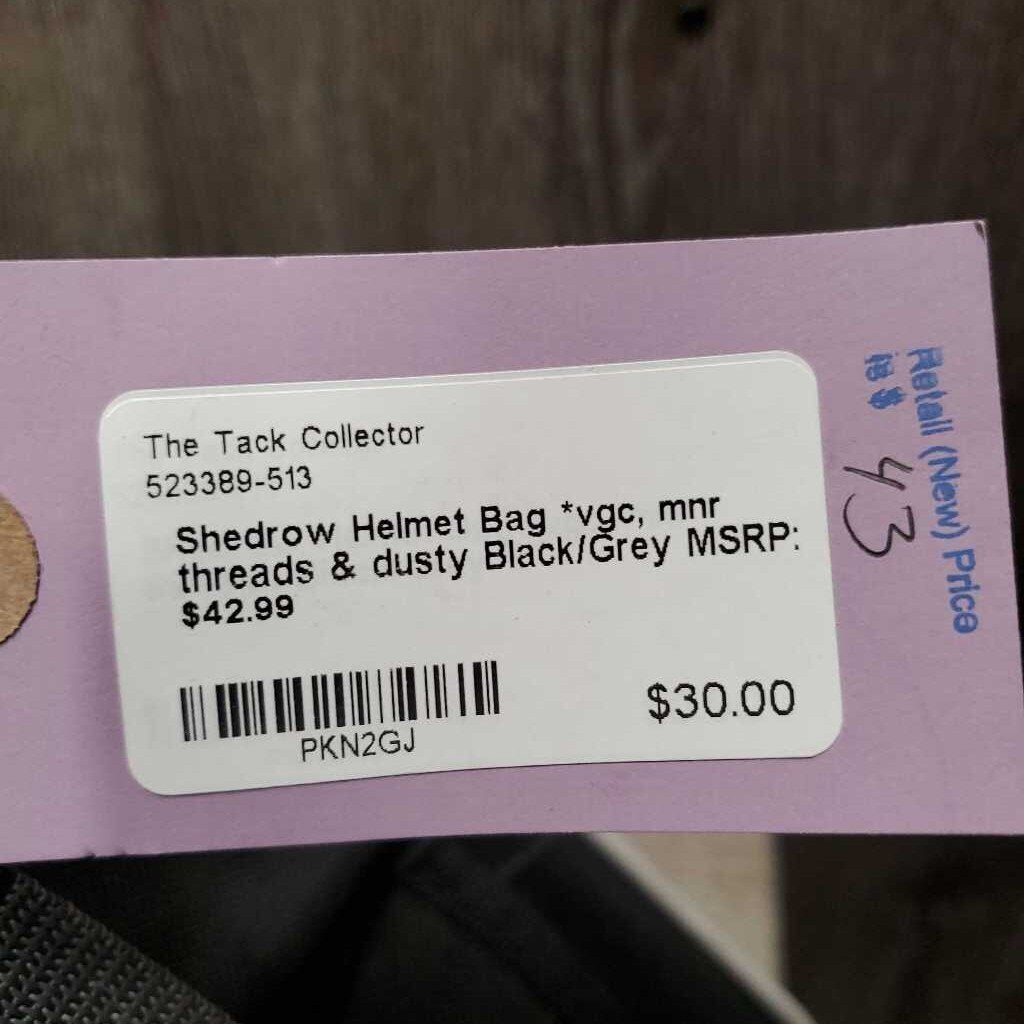 The Tack Collector
523389-513
Shedrow Helmet Bag *vgc, mnr
threads & dusty Black/Grey MSRP:
$42.99
PKN2GJ
$30.00
Retail (New) Price
is $
43